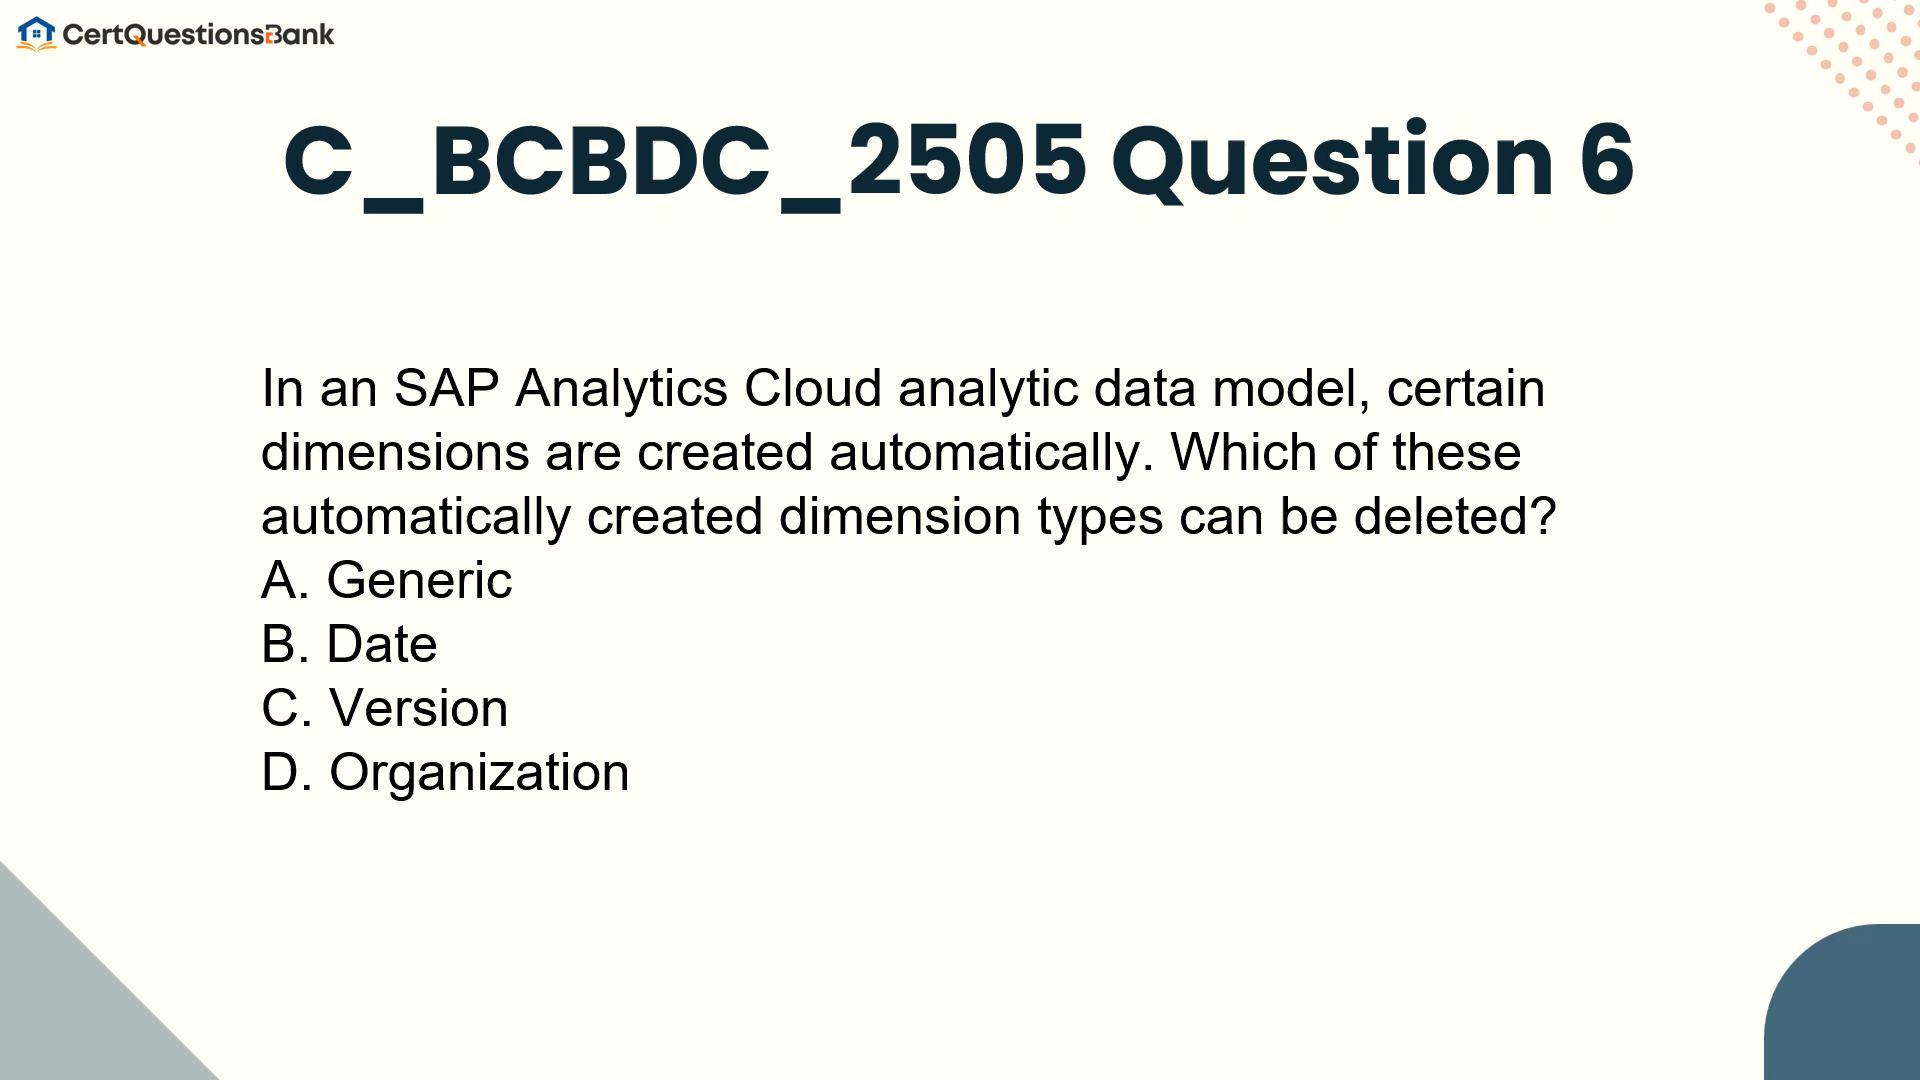 CertQuestionsBank
C_BCBDC_2505 Question 6
In an SAP Analytics Cloud analytic data model, certain
dimensions are created automatically. Which of these
automatically created dimension types can be deleted?
A. Generic
B. Date
C. Version
D. Organization